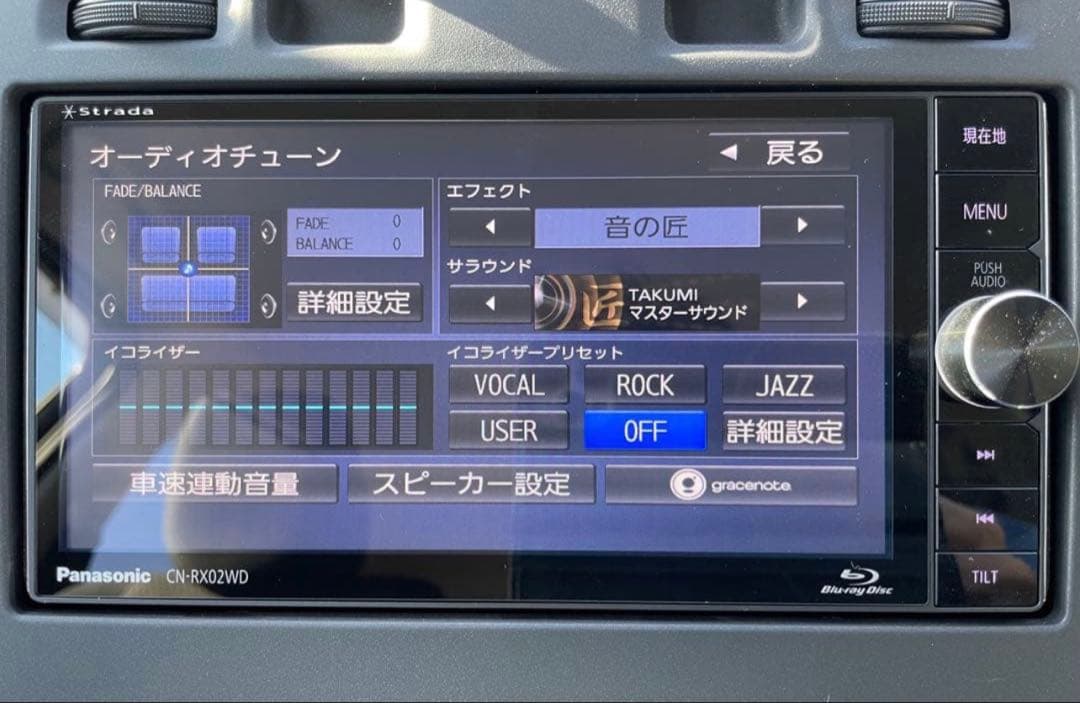 Strada
オーディオチューン
◀ 戻る
FADE/BALANCE
FADE 0
BALANCE 0
詳細設定
エフェクト
◀ 音の匠 ▶
サラウンド
◀ 匠 TAKUMI
マスターサウンド ▶
イコライザー
イコライザープリセット
VOCAL ROCK JAZZ
USER OFF 詳細設定
車速連動音量 スピーカー設定 gracenote
Panasonic CN-RX02WD
Blu-ray Disc
現在地
MENU
PUSH
AUDIO
TILT